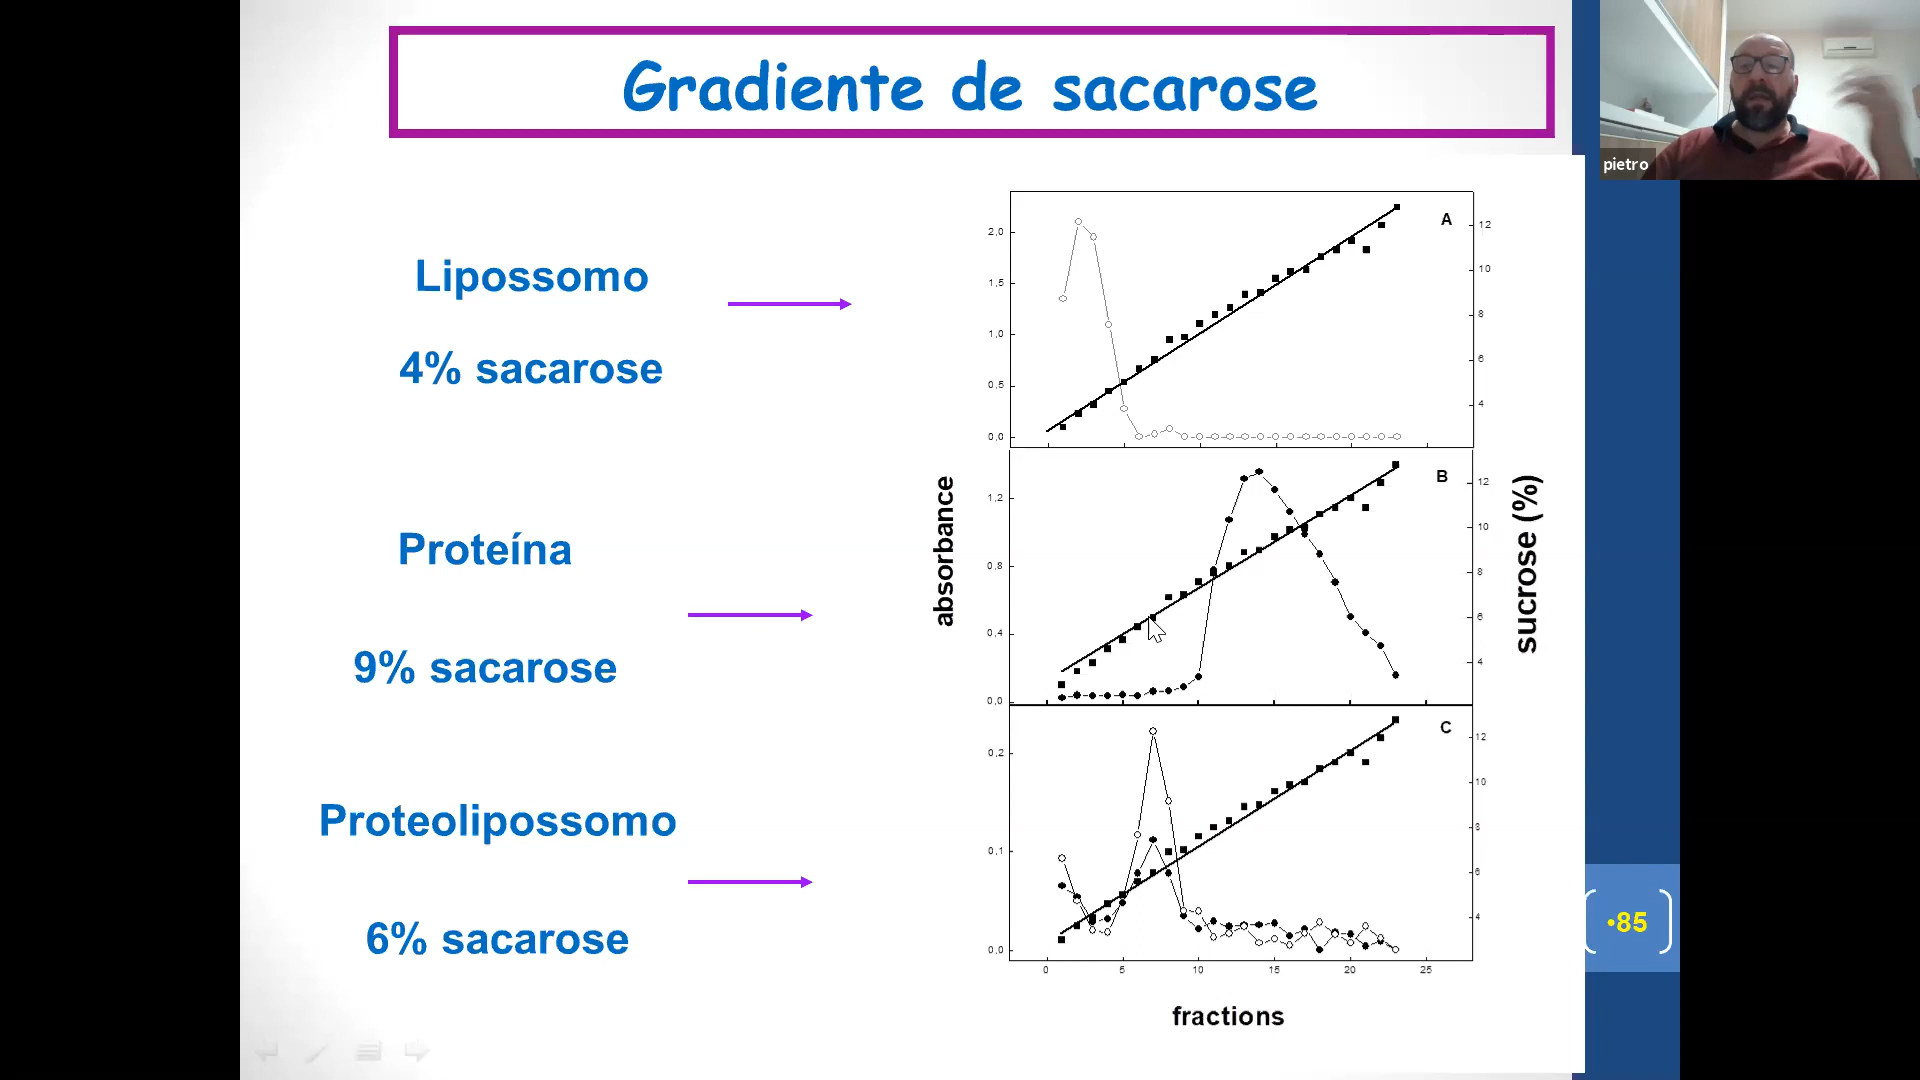 Gradiente de sacarose
pietro
Lipossomo
4% sacarose
Proteína
9% sacarose
Proteolipossomo
6% sacarose
absorbance
sucrose (%)
A
2,0
1,5
1,0
0,5
0,0
12
10
8
6
4
B
1,2
0,8
0,4
0,0
12
10
8
6
4
C
0,2
0,1
0,0
12
10
8
6
4
0 5 10 15 20 25
fractions
•85